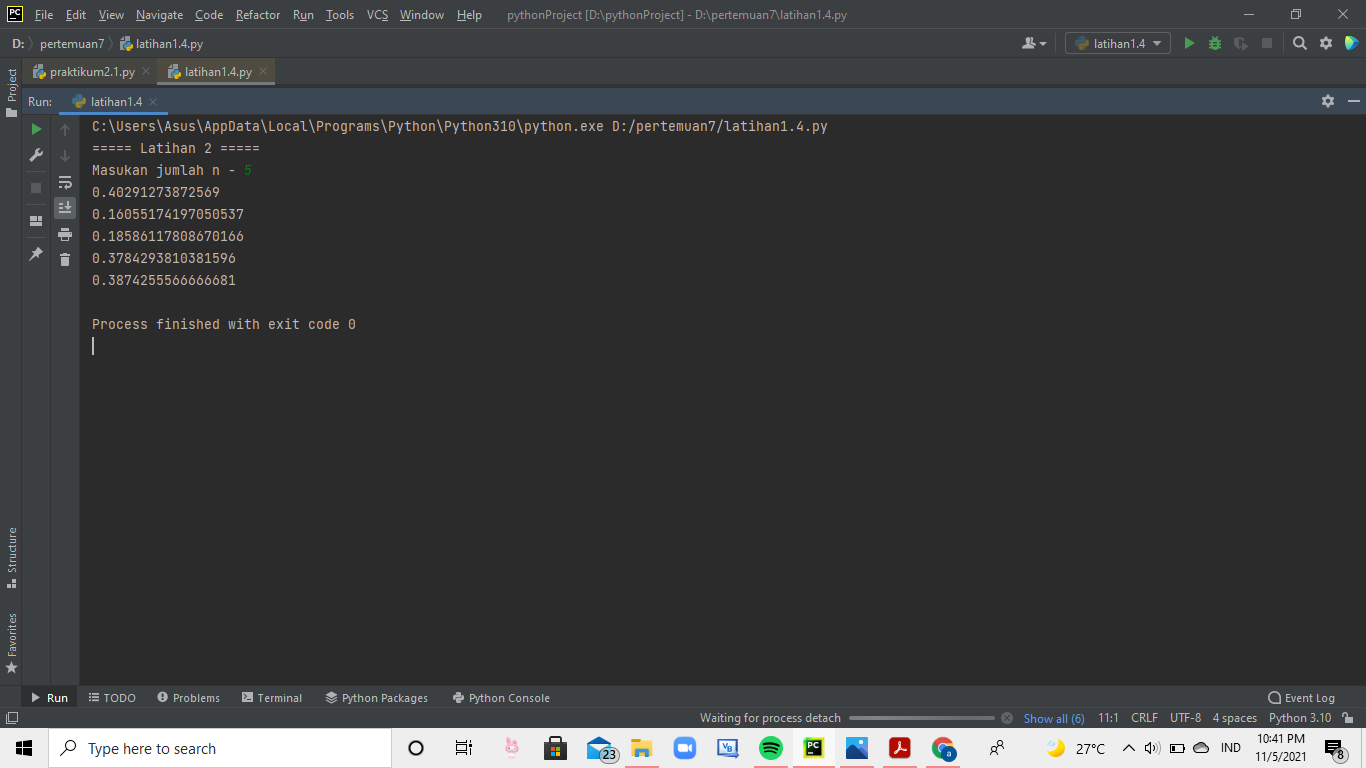 PC File Edit View Navigate Code Refactor Run Tools VCS Window Help pythonProject [D:\pythonProject] - D:\pertemuan7\latihan1.4.py
D: pertemuan7 latihan1.4.py latihan1.4
praktikum2.1.py latihan1.4.py
Project
Run: latihan1.4
C:\Users\Asus\AppData\Local\Programs\Python\Python310\python.exe D:/pertemuan7/latihan1.4.py
===== Latihan 2 =====
Masukan jumlah n - 5
0.40291273872569
0.16055174197050537
0.18586117808670166
0.3784293810381596
0.3874255566666681
Process finished with exit code 0
Structure
Favorites
Run TODO Problems Terminal Python Packages Python Console Event Log
Waiting for process detach Show all (6) 11:1 CRLF UTF-8 4 spaces Python 3.10
Type here to search 23 VB PC a 27°C IND 10:41 PM
11/5/2021 8